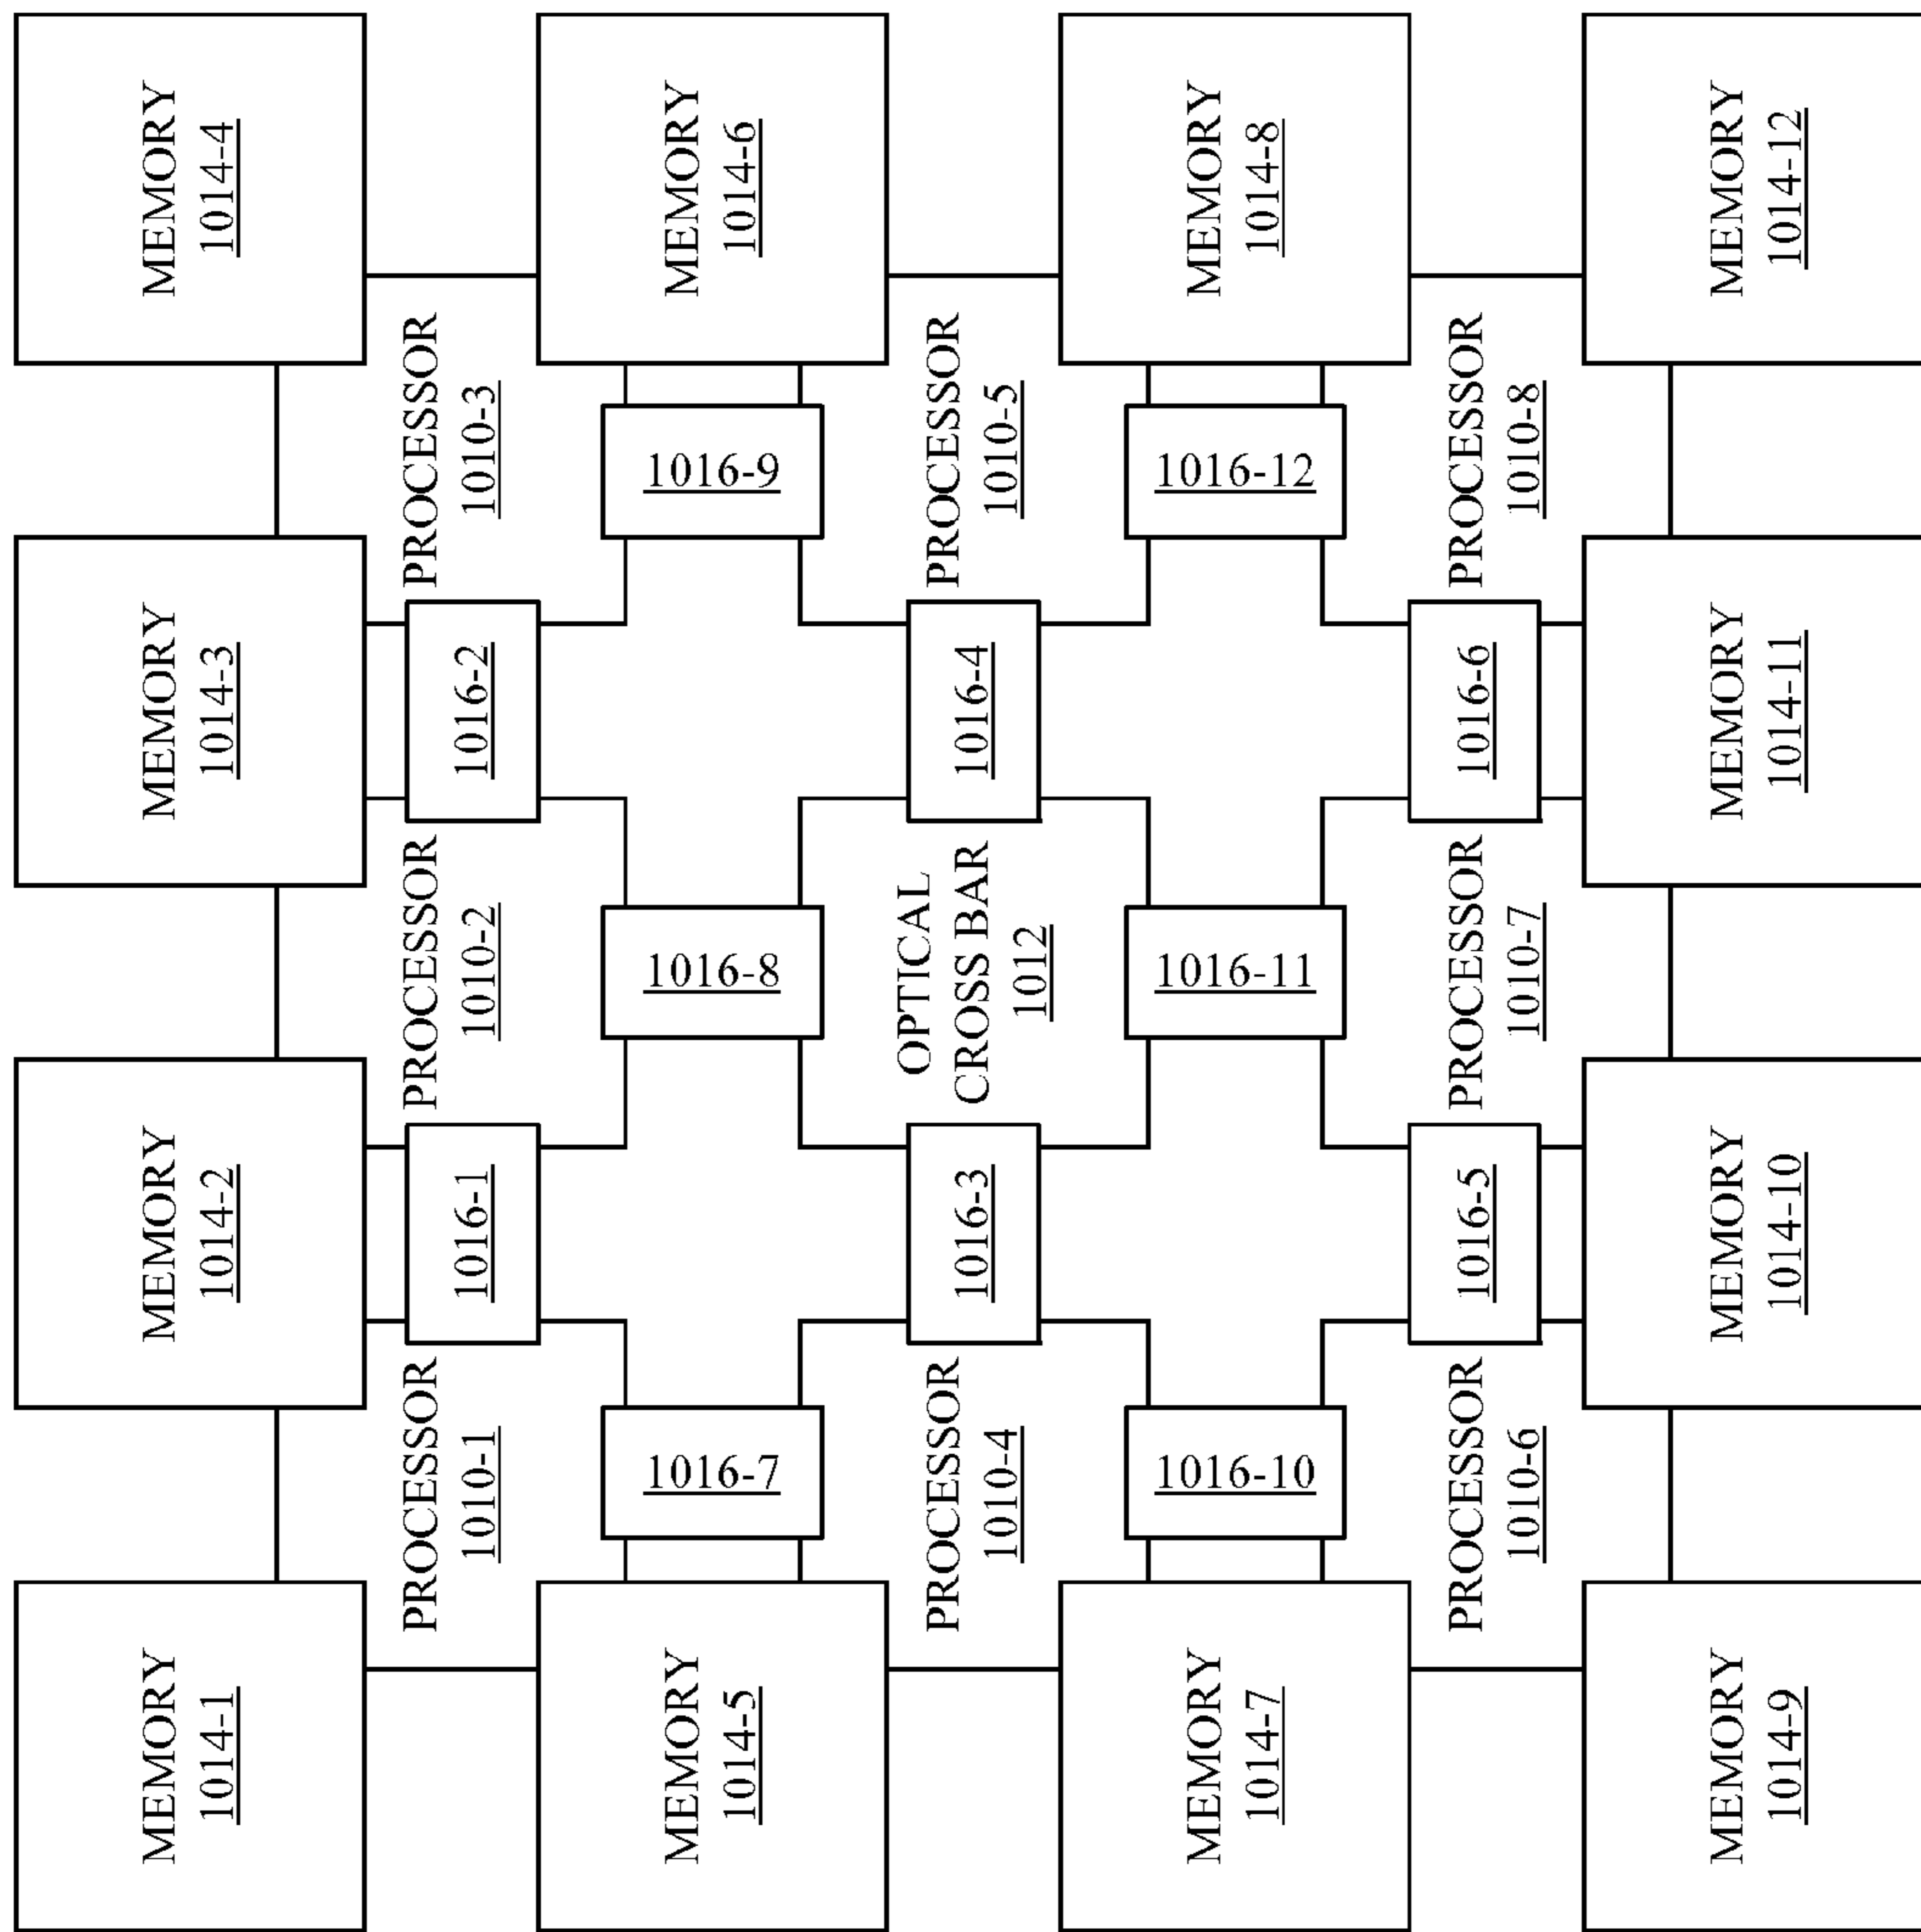 MEMORY
1014-1
MEMORY
1014-2
MEMORY
1014-3
MEMORY
1014-4
PROCESSOR
1010-1
1016-1
PROCESSOR
1010-2
1016-2
PROCESSOR
1010-3
MEMORY
1014-5
1016-7
1016-8
1016-9
MEMORY
1014-6
PROCESSOR
1010-4
1016-3
OPTICAL
CROSS BAR
1012
1016-4
PROCESSOR
1010-5
MEMORY
1014-7
1016-10
1016-11
1016-12
MEMORY
1014-8
PROCESSOR
1010-6
1016-5
PROCESSOR
1010-7
1016-6
PROCESSOR
1010-8
MEMORY
1014-9
MEMORY
1014-10
MEMORY
1014-11
MEMORY
1014-12